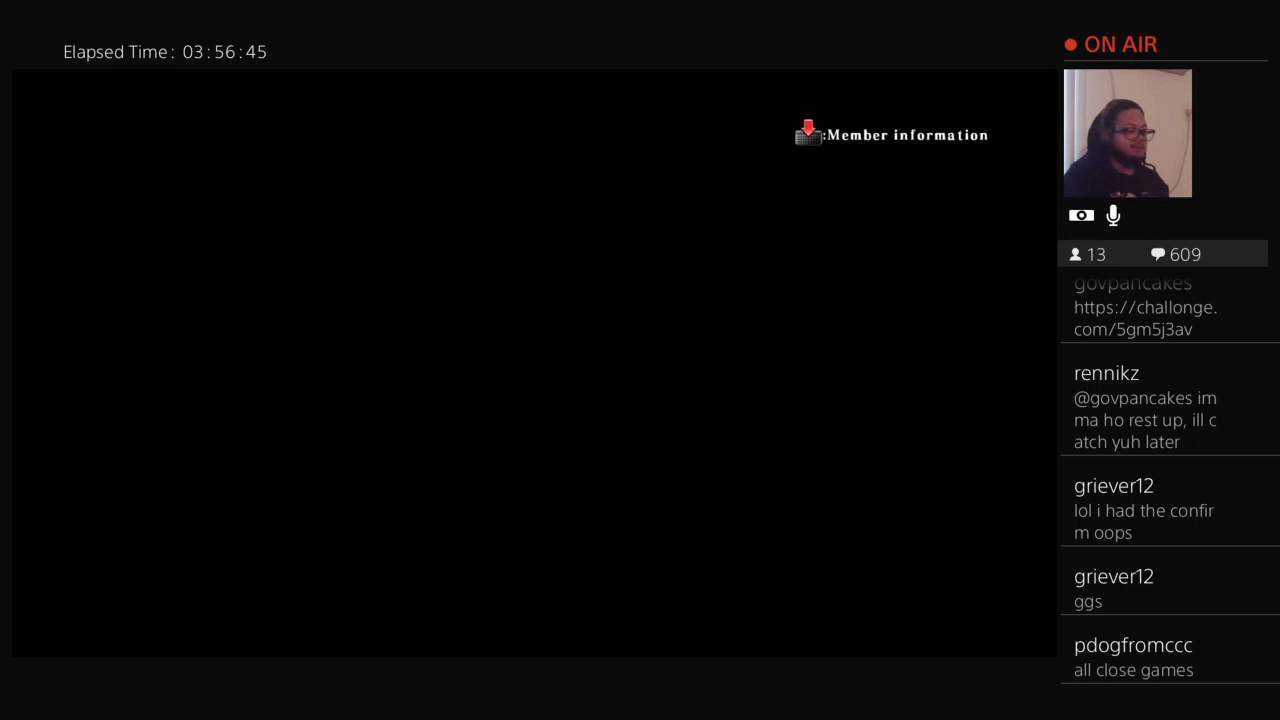 Elapsed Time: 03:56:45
ON AIR
:Member information
13 609
govpancakes
https://challonge.
com/5gm5j3av
rennikz
@govpancakes im
ma ho rest up, ill c
atch yuh later
griever12
lol i had the confir
m oops
griever12
ggs
pdogfromccc
all close games